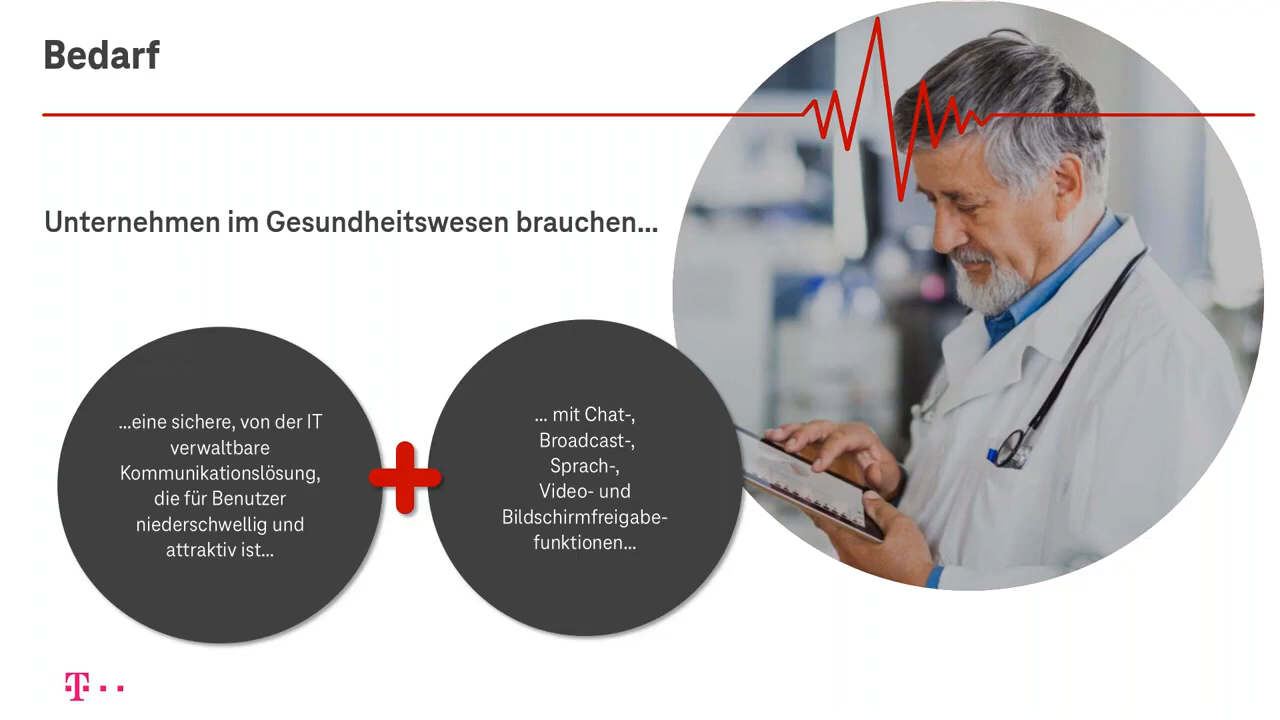 Bedarf
Unternehmen im Gesundheitswesen brauchen...
...eine sichere, von der IT
verwaltbare
Kommunikationslösung,
die für Benutzer
niederschwellig und
attraktiv ist...
... mit Chat-,
Broadcast-,
Sprach-,
Video- und
Bildschirmfreigabe-
funktionen...
T